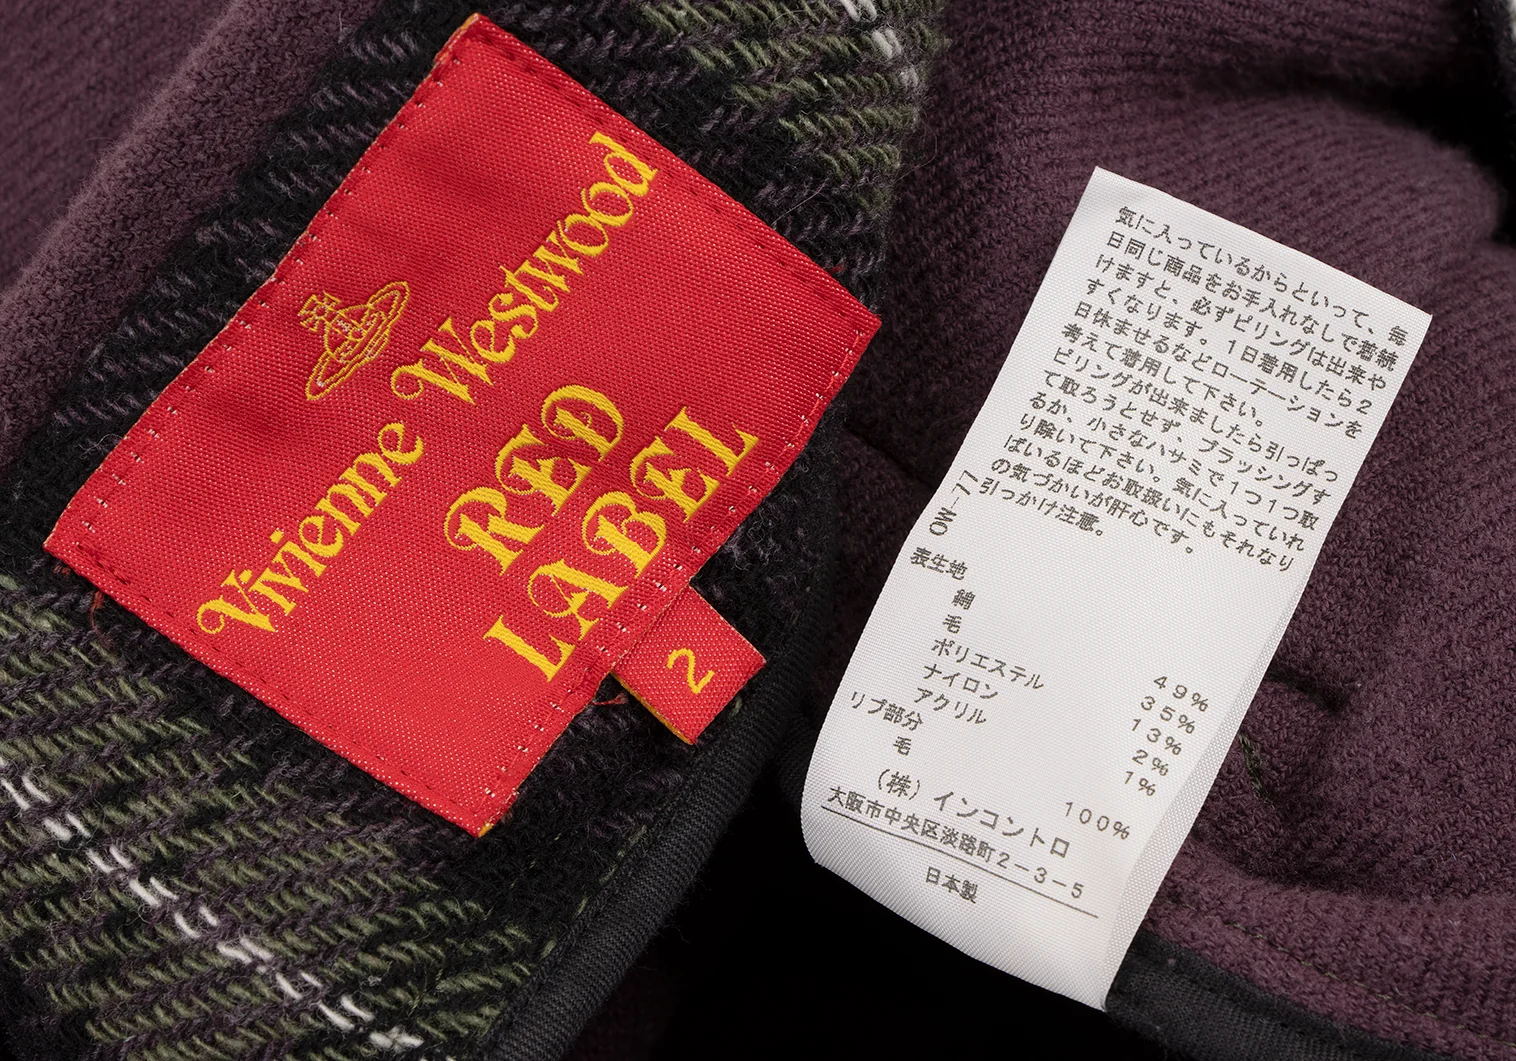 Vivienne Westwood
RED
LABEL
2
気に入っているからといって、毎
日同じ商品をお手入れなしで着続
けますと、必ずピリングは出来や
すくなります。1日着用したら2
日休ませるなどローテーションを
考えて着用して下さい。
ピリングが出来ましたら引っぱっ
て取ろうとせず、ブラッシングす
るか、小さなハサミで1つ1つ取
り除いて下さい。気に入っていれ
ばいるほどお取扱いにもそれなり
の気づかいが肝心です。
引っかけ注意。
OW-77
表生地
綿 49%
毛 35%
ポリエステル 13%
ナイロン 2%
アクリル 1%
リブ部分
毛 100%
(株)インコントロ
大阪市中央区淡路町2-3-5
日本製